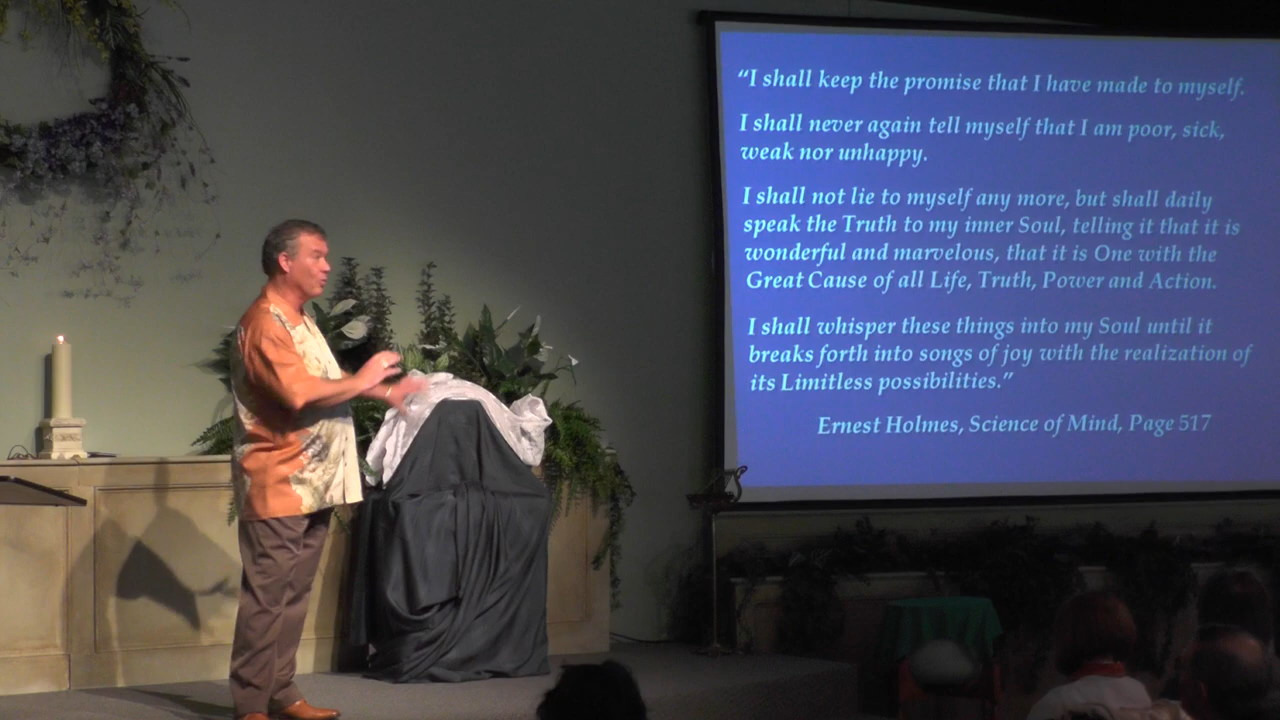 “I shall keep the promise that I have made to myself.
I shall never again tell myself that I am poor, sick,
weak nor unhappy.
I shall not lie to myself any more, but shall daily
speak the Truth to my inner Soul, telling it that it is
wonderful and marvelous, that it is One with the
Great Cause of all Life, Truth, Power and Action.
I shall whisper these things into my Soul until it
breaks forth into songs of joy with the realization of
its Limitless possibilities.”
Ernest Holmes, Science of Mind, Page 517